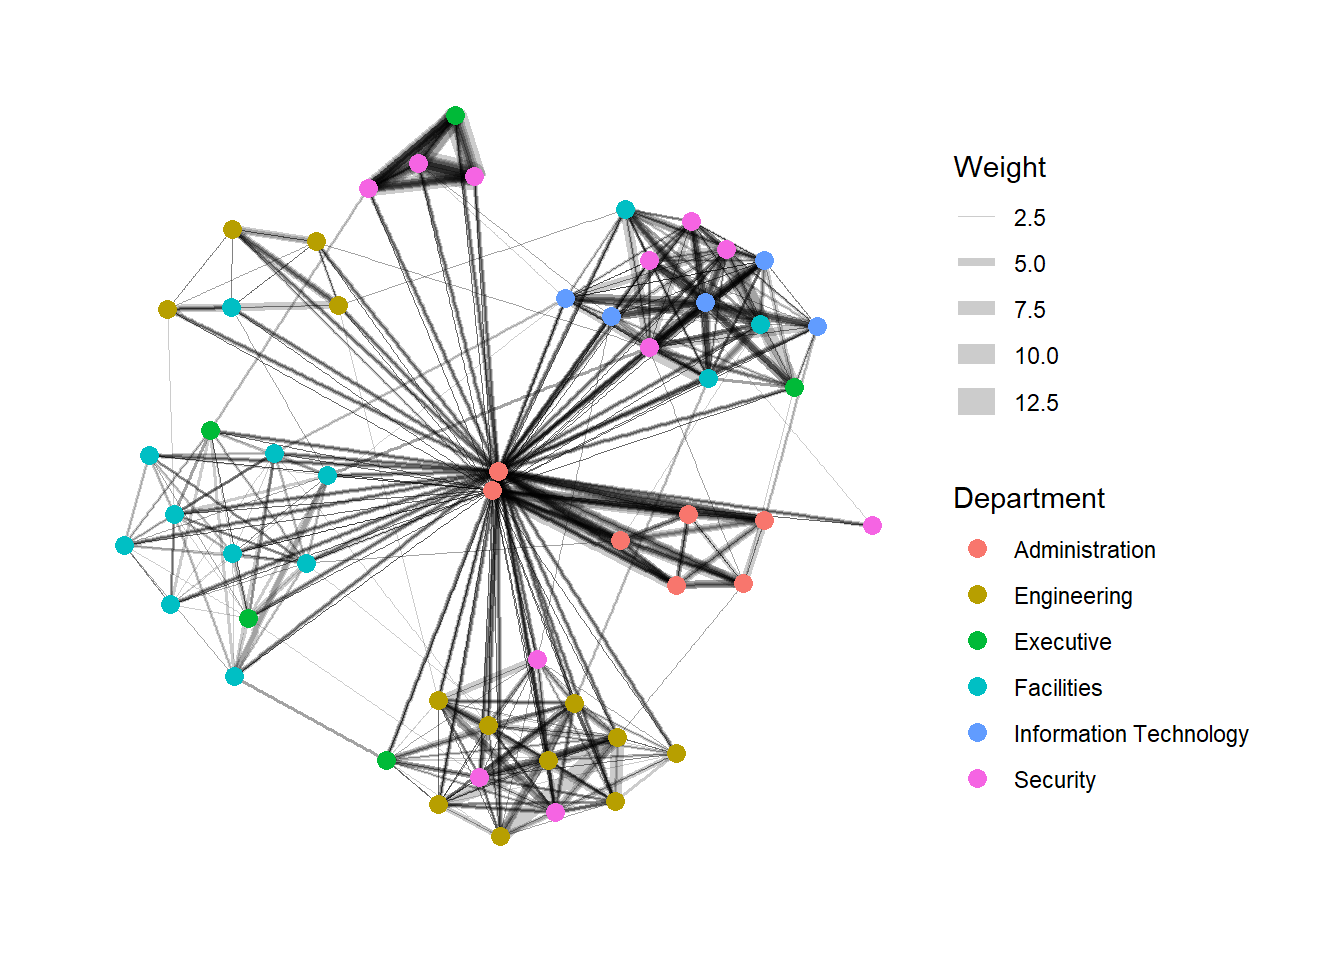 Weight
2.5
5.0
7.5
10.0
12.5
Department
Administration
Engineering
Executive
Facilities
Information Technology
Security